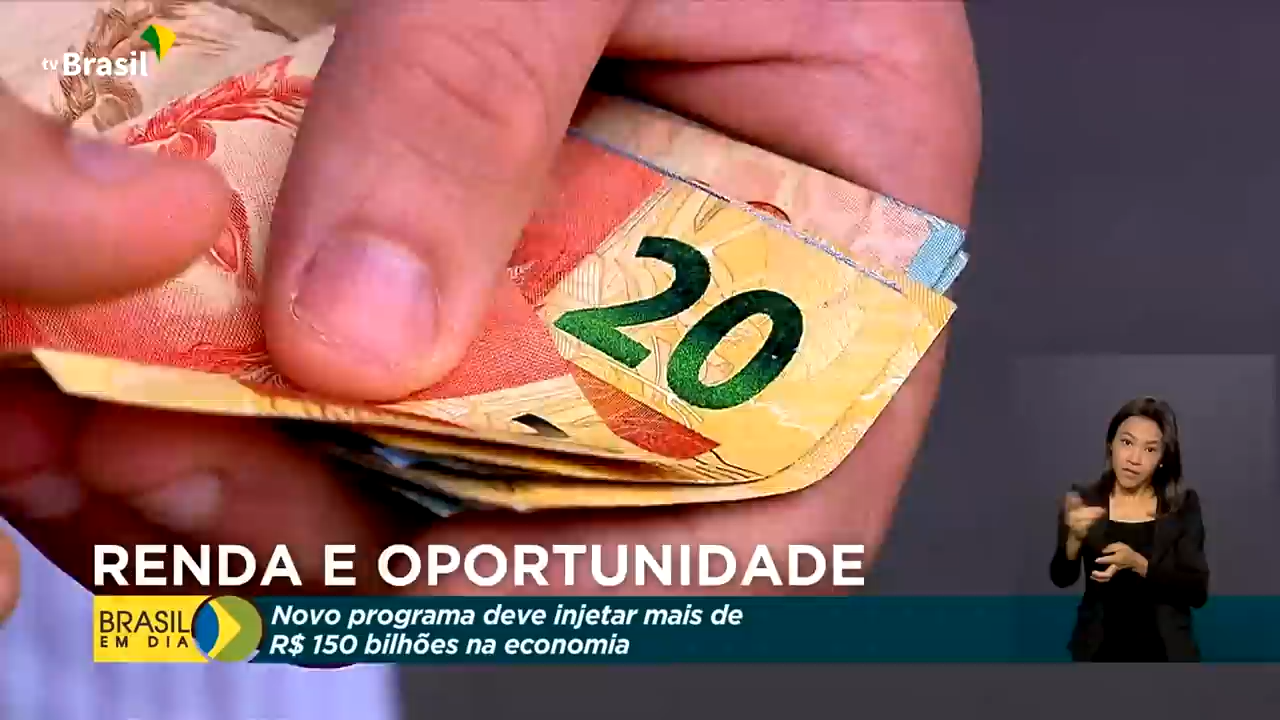 tv Brasil
20
RENDA E OPORTUNIDADE
BRASIL
EM DIA
Novo programa deve injetar mais de
R$ 150 bilhões na economia